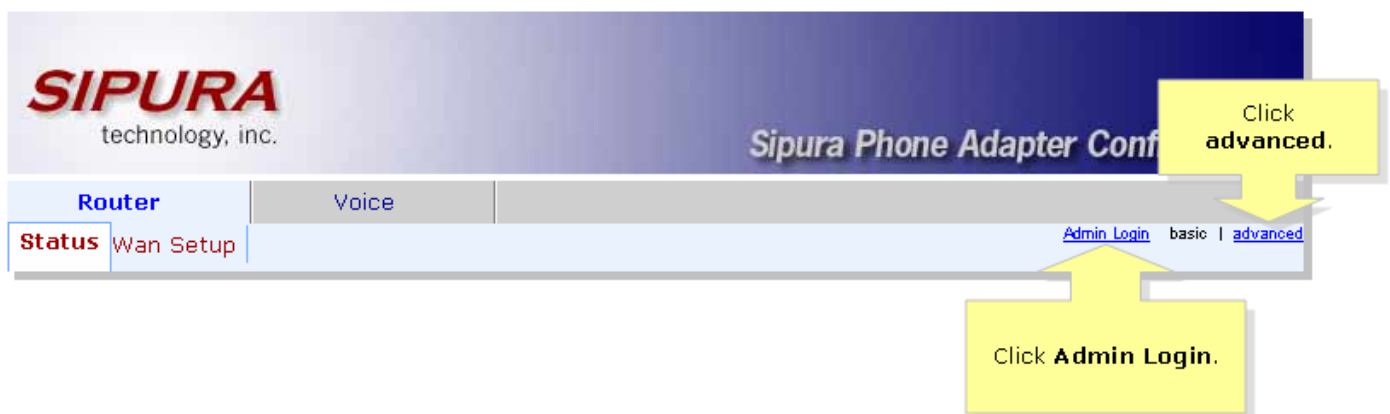 SIPURA
technology, inc.
Sipura Phone Adapter Conf
Click
advanced.
Router Voice
Status Wan Setup
Admin Login basic | advanced
Click Admin Login.